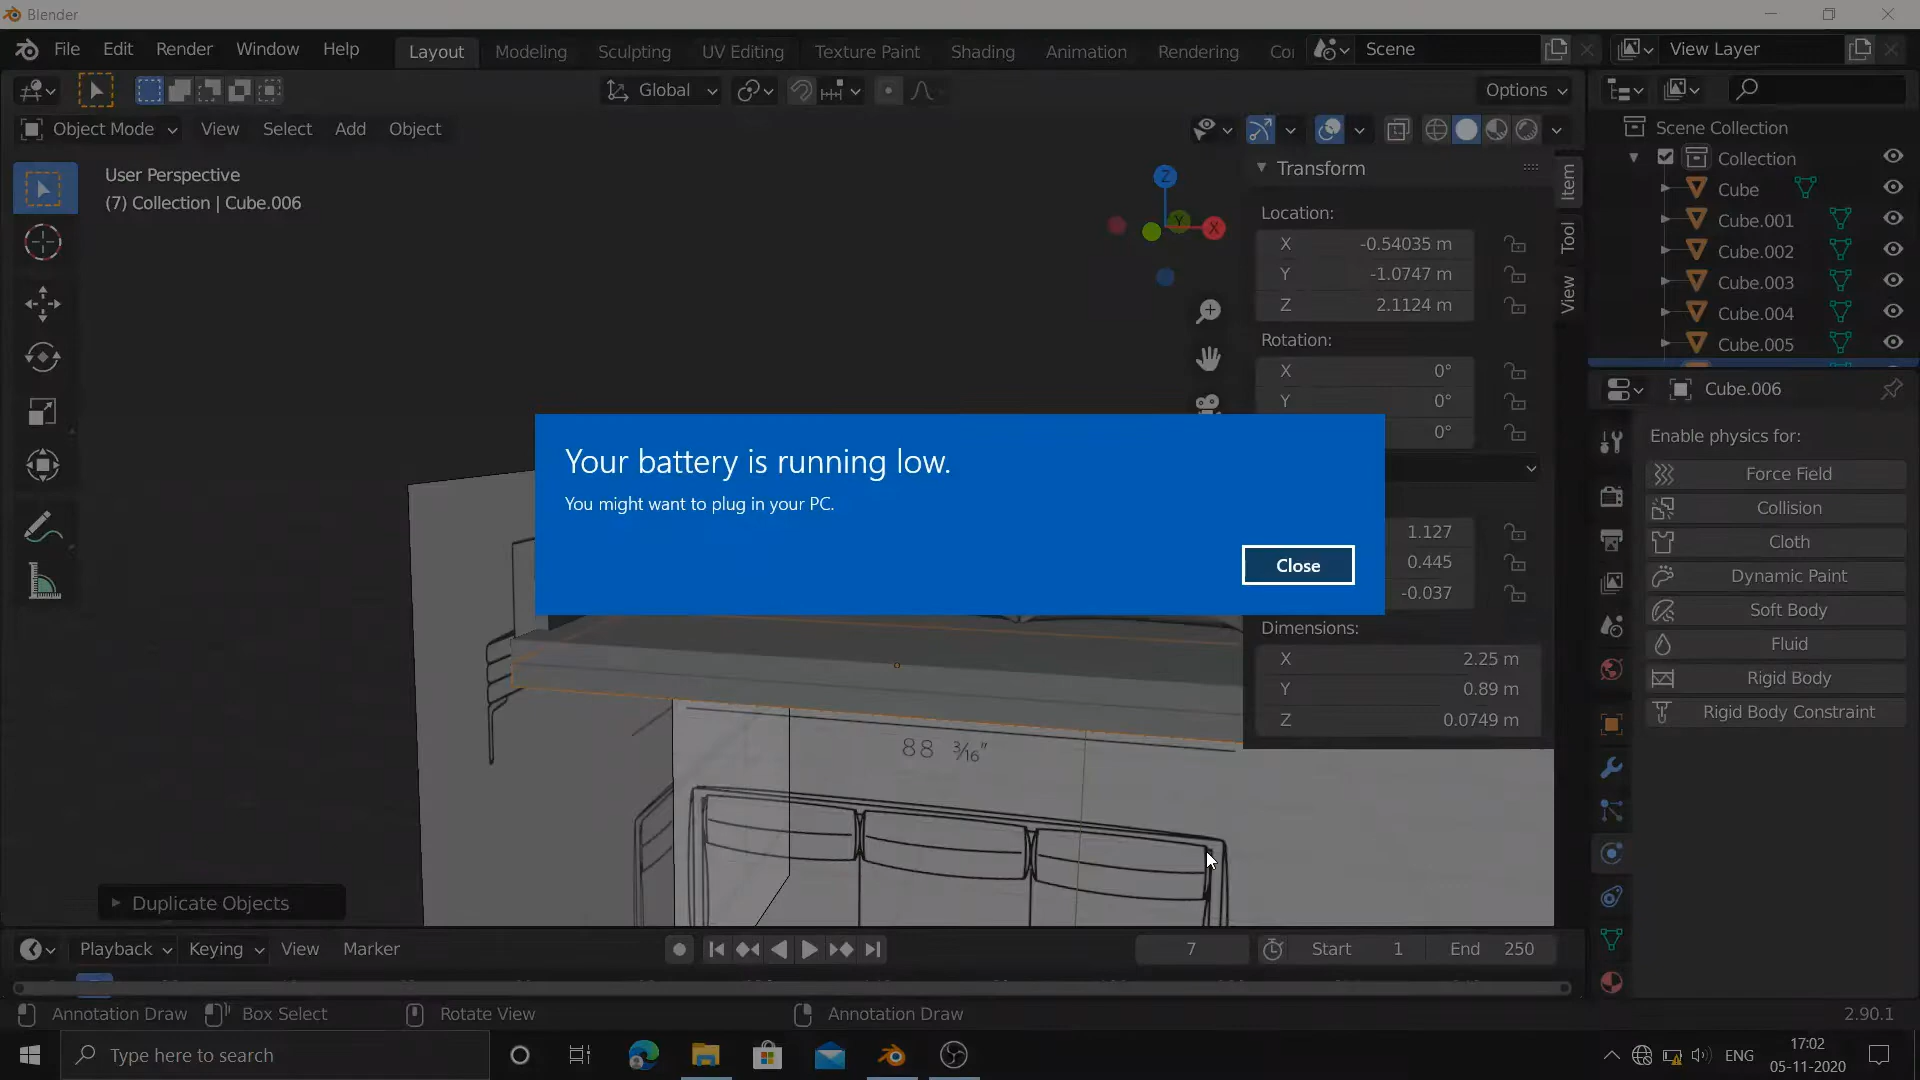 Blender
File Edit Render Window Help
Layout Modeling Sculpting UV Editing Texture Paint Shading Animation Rendering Co
Scene
View Layer
Global
Options
Object Mode View Select Add Object
User Perspective
(7) Collection | Cube.006
Z
Y
X
Transform
Location:
X -0.54035 m
Y -1.0747 m
Z 2.1124 m
Rotation:
X 0°
Y 0°
0°
1.127
0.445
-0.037
Dimensions:
X 2.25 m
Y 0.89 m
Z 0.0749 m
Item
Tool
View
Scene Collection
Collection
Cube
Cube.001
Cube.002
Cube.003
Cube.004
Cube.005
Cube.006
Enable physics for:
Force Field
Collision
Cloth
Dynamic Paint
Soft Body
Fluid
Rigid Body
Rigid Body Constraint
Your battery is running low.
You might want to plug in your PC.
Close
88 3/16"
Duplicate Objects
Playback Keying View Marker
7 Start 1 End 250
Annotation Draw Box Select Rotate View Annotation Draw 2.90.1
Type here to search
ENG
17:02
05-11-2020